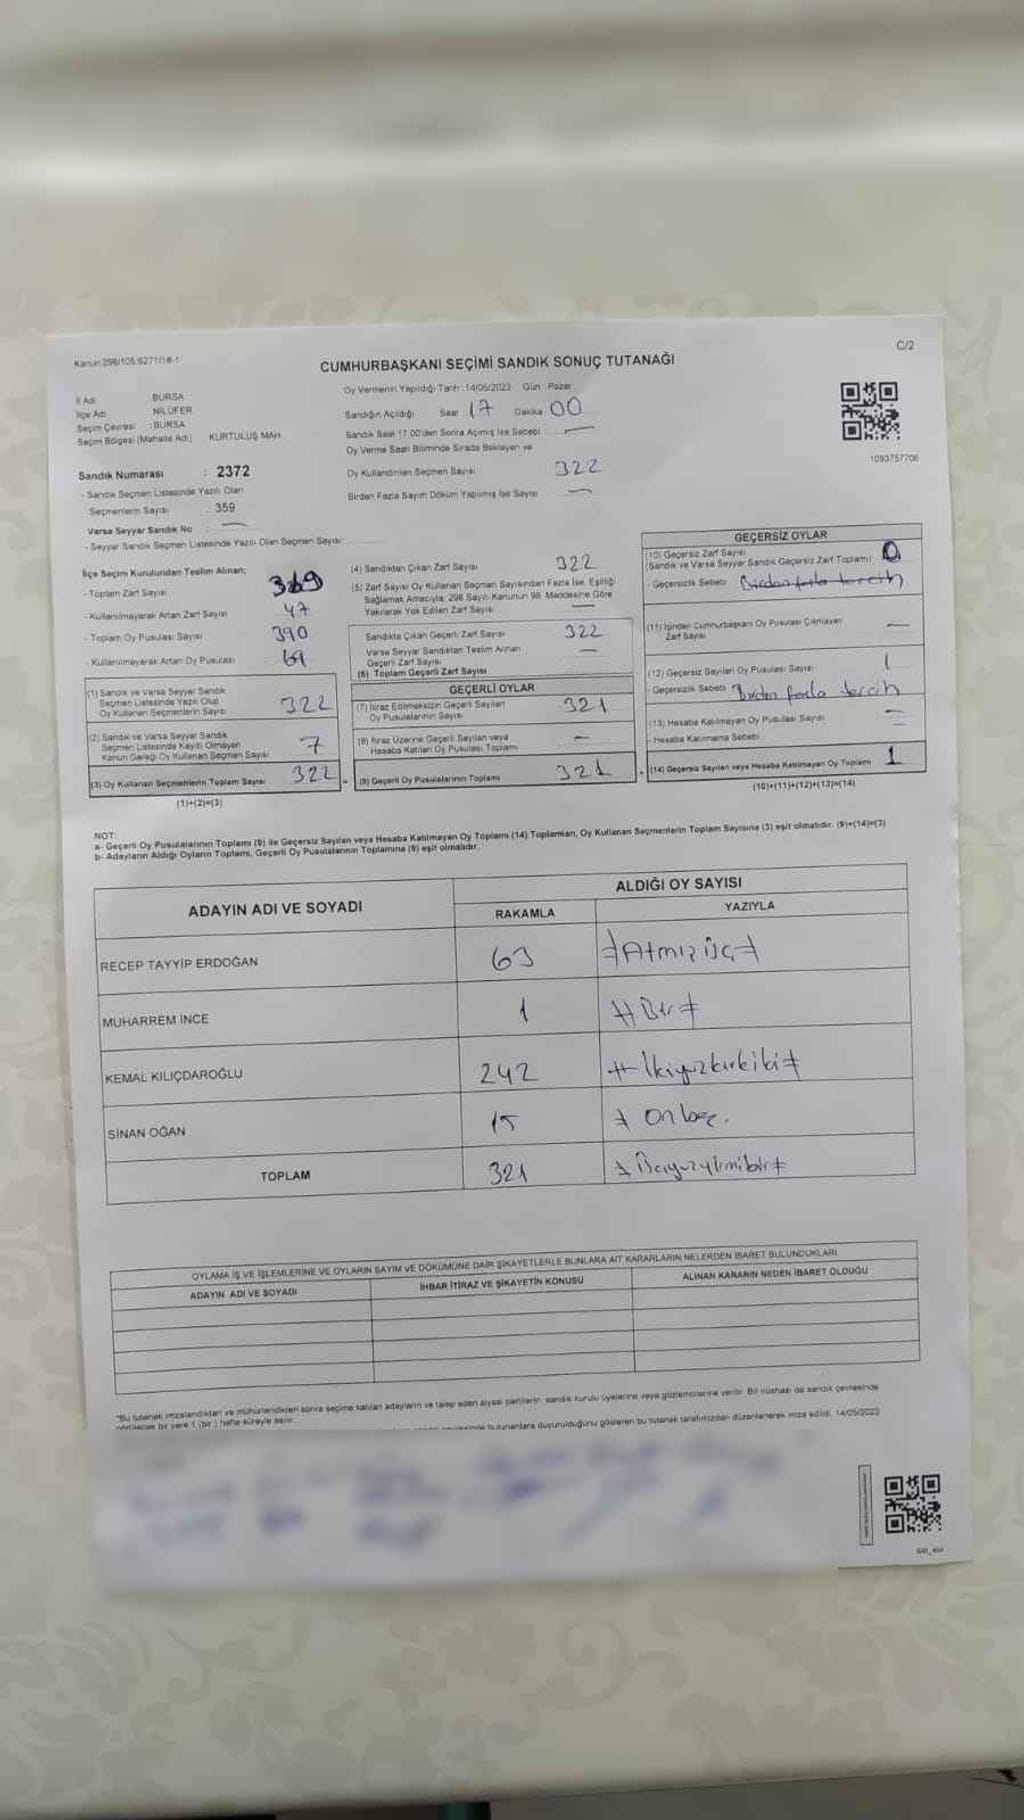 Kanun:298/105 6271/18-1
C/2
CUMHURBAŞKANI SEÇİMİ SANDIK SONUÇ TUTANAĞI
İl Adı : BURSA
İlçe Adı : NİLÜFER
Seçim Çevresi : BURSA
Seçim Bölgesi (Mahalle Adı) KURTULUŞ MAH.
Sandık Numarası : 2372
- Sandık Seçmen Listesinde Yazılı Olan
Seçmenlerin Sayısı 359
Varsa Seyyar Sandık No —
- Seyyar Sandık Seçmen Listesinde Yazılı Olan Seçmen Sayısı:
Oy Vermenin Yapıldığı Tarih :14/05/2023 Gün : Pazar
Sandığın Açıldığı Saat 17 Dakika 00
Sandık Saat 17:00'den Sonra Açılmış İse Sebebi : —
Oy Verme Saati Bitiminde Sırada Bekleyen ve
Oy Kullandırılan Seçmen Sayısı 322
Birden Fazla Sayım Döküm Yapılmış İse Sayısı —
1093757706
İlçe Seçim Kurulundan Teslim Alınan;
- Toplam Zarf Sayısı 369
- Kullanılmayarak Artan Zarf Sayısı 47
- Toplam Oy Pusulası Sayısı 390
- Kullanılmayarak Artan Oy Pusulası
(1) Sandık ve Varsa Seyyar Sandık
Seçmen Listesinde Yazılı Olup
Oy Kullanan Seçmenlerin Sayısı 322
(2) Sandık ve Varsa Seyyar Sandık
Seçmen Listesinde Kayıtlı Olmayan
Kanun Gereği Oy Kullanan Seçmen Sayısı 7
(3) Oy Kullanan Seçmenlerin Toplam Sayısı 322
(1)+(2)=(3)
(4) Sandıktan Çıkan Zarf Sayısı 322
(5) Zarf Sayısı Oy Kullanan Seçmen Sayısından Fazla İse, Eşitliği
Sağlamak Amacıyla, 298 Sayılı Kanunun 98. Maddesine Göre
Yakılarak Yok Edilen Zarf Sayısı —
Sandıkta Çıkan Geçerli Zarf Sayısı 322
Varsa Seyyar Sandıktan Teslim Alınan
Geçerli Zarf Sayısı —
(6) Toplam Geçerli Zarf Sayısı
GEÇERLİ OYLAR
(7) İtiraz Edilmeksizin Geçerli Sayılan
Oy Pusulalarının Sayısı 321
(8) İtiraz Üzerine Geçerli Sayılan veya
Hesaba Katılan Oy Pusulası Toplamı —
(9) Geçerli Oy Pusulalarının Toplamı 321
GEÇERSİZ OYLAR
(10) Geçersiz Zarf Sayısı
(Sandık ve Varsa Seyyar Sandık Geçersiz Zarf Toplamı) 0
- Geçersizlik Sebebi Birden fazla tercih
(11) İçinden Cumhurbaşkanı Oy Pusulası Çıkmayan
Zarf Sayısı —
(12) Geçersiz Sayılan Oy Pusulası Sayısı 1
- Geçersizlik Sebebi Birden fazla tercih
(13) Hesaba Katılmayan Oy Pusulası Sayısı —
- Hesaba Katılmama Sebebi —
(14) Geçersiz Sayılan veya Hesaba Katılmayan Oy Toplamı 1
(10)+(11)+(12)+(13)=(14)
NOT:
a- Geçerli Oy Pusulalarının Toplamı (9) ile Geçersiz Sayılan veya Hesaba Katılmayan Oy Toplamı (14) Toplamları, Oy Kullanan Seçmenlerin Toplam Sayısına (3) eşit olmalıdır. (9)+(14)=(3)
b- Adayların Aldığı Oyların Toplamı, Geçerli Oy Pusulalarının Toplamına (9) eşit olmalıdır.
ADAYIN ADI VE SOYADI
ALDIĞI OY SAYISI
RAKAMLA YAZIYLA
RECEP TAYYİP ERDOĞAN 63 #Atmışüç#
MUHARREM İNCE 1 #Bir#
KEMAL KILIÇDAROĞLU 242 #İkiyüzkırkiki#
SİNAN OĞAN 15 # Onbeş.
TOPLAM 321 #
OYLAMA İŞ VE İŞLEMLERİNE VE OYLARIN SAYIM VE DÖKÜMÜNE DAİR ŞİKAYETLERLE BUNLARA AİT KARARLARIN NELERDEN İBARET BULUNDUKLARI
ADAYIN ADI VE SOYADI İHBAR İTİRAZ VE ŞİKAYETİN KONUSU ALINAN KARARIN NEDEN İBARET OLDUĞU
*Bu tutanak imzalandıktan ve mühürlendikten sonra seçime katılan adayların ve talep eden siyasi partilerin sandık kurulu üyelerine veya gözlemcilerine verilir. Bir nüshası da sandık çevresinde
görülecek bir yere 1 (bir) hafta süreyle asılır.
bulunanlara duyurulduğunu gösteren bu tutanak tarafımızdan düzenlenerek imza edildi. 14/05/2023